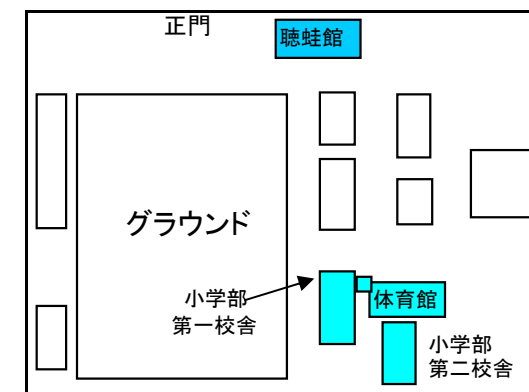 正門
聴蛙館
グラウンド
小学部
第一校舎
体育館
小学部
第二校舎